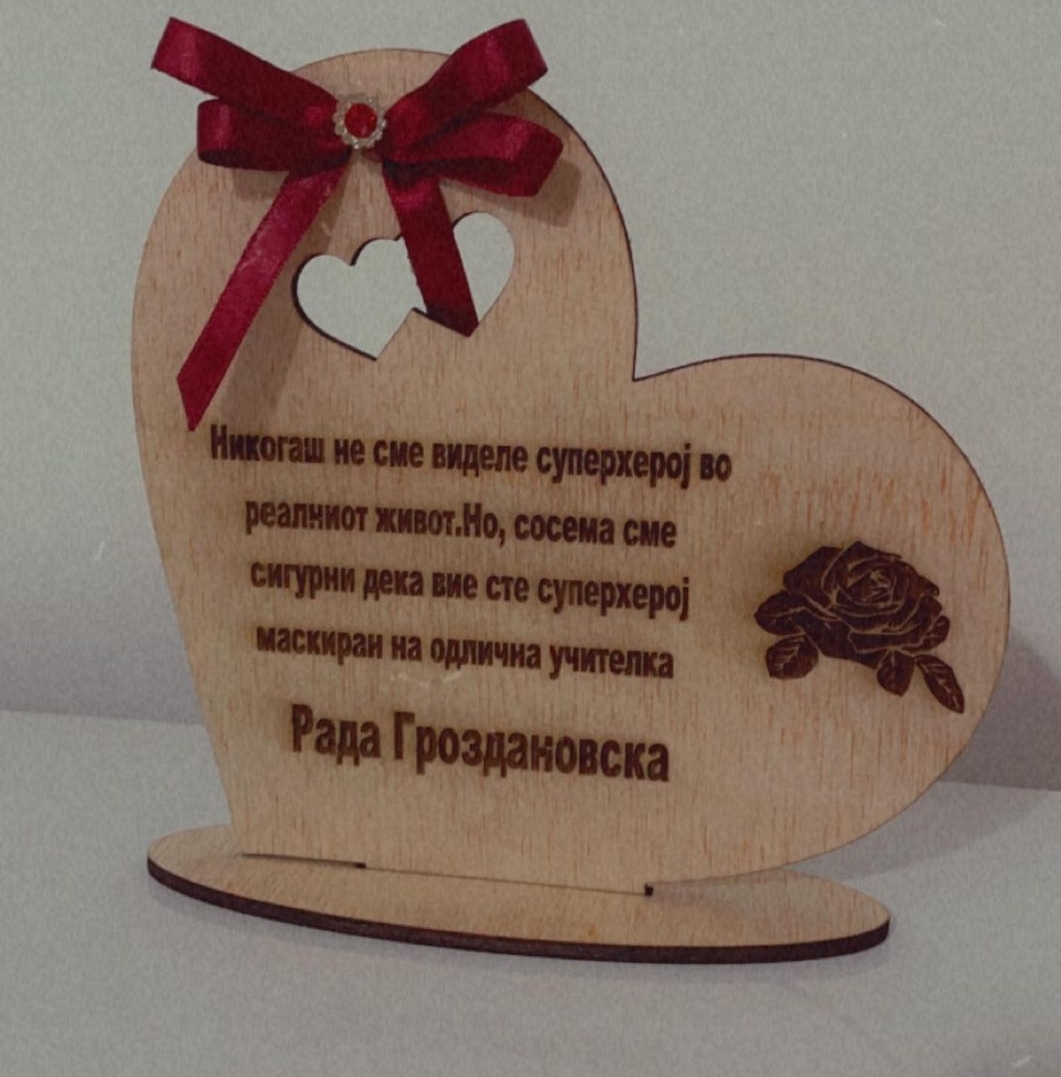 Никогаш не сме виделе суперхерој во
реалниот живот.Но, сосема сме
сигурни дека вие сте суперхерој
маскиран на одлична учителка
Рада Гроздановска